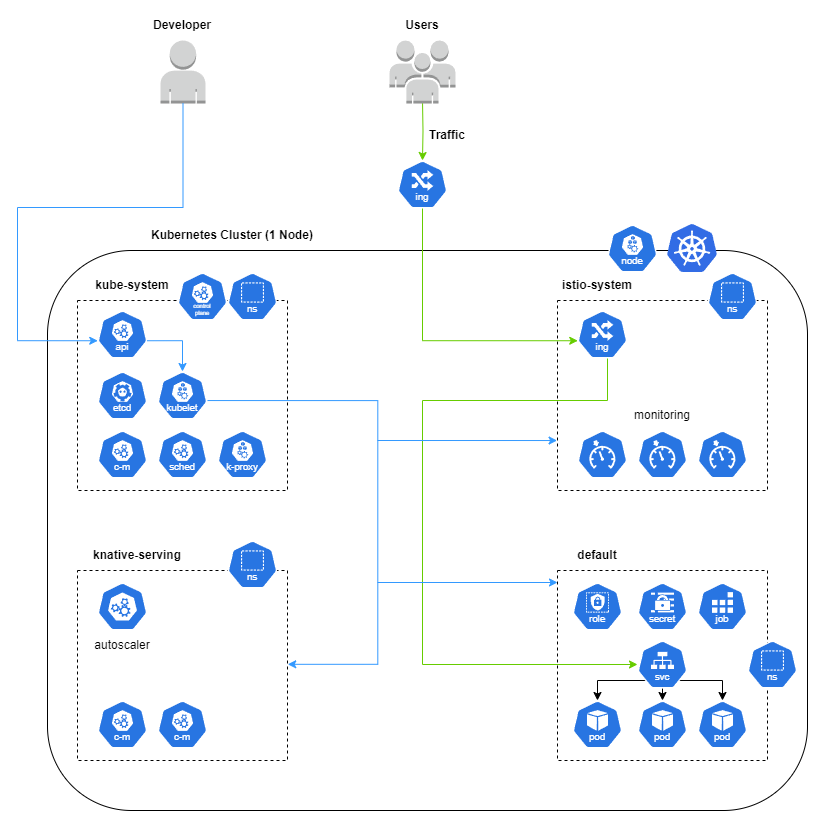 Developer
Users
Traffic
ing
Kubernetes Cluster (1 Node)
node
kube-system
control
plane
ns
istio-system
ns
api
ing
etcd
kubelet
monitoring
c-m
sched
k-proxy
knative-serving
ns
default
autoscaler
role
secret
job
svc
ns
c-m
c-m
pod
pod
pod